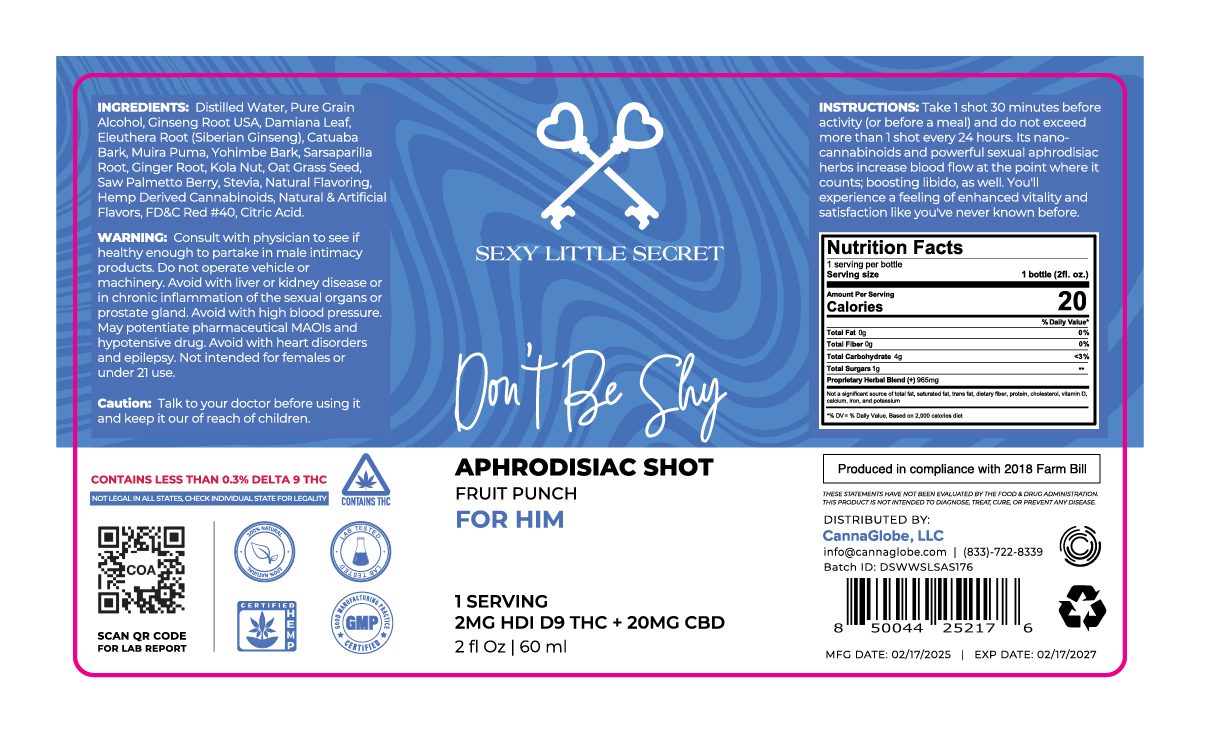 INGREDIENTS: Distilled Water, Pure Grain
Alcohol, Ginseng Root USA, Damiana Leaf,
Eleuthera Root (Siberian Ginseng), Catuaba
Bark, Muira Puma, Yohimbe Bark, Sarsaparilla
Root, Ginger Root, Kola Nut, Oat Grass Seed,
Saw Palmetto Berry, Stevia, Natural Flavoring,
Hemp Derived Cannabinoids, Natural & Artificial
Flavors, FD&C Red #40, Citric Acid.
WARNING: Consult with physician to see if
healthy enough to partake in male intimacy
products. Do not operate vehicle or
machinery. Avoid with liver or kidney disease or
in chronic inflammation of the sexual organs or
prostate gland. Avoid with high blood pressure.
May potentiate pharmaceutical MAOIs and
hypotensive drug. Avoid with heart disorders
and epilepsy. Not intended for females or
under 21 use.
Caution: Talk to your doctor before using it
and keep it our of reach of children.
CONTAINS LESS THAN 0.3% DELTA 9 THC
NOT LEGAL IN ALL STATES, CHECK INDIVIDUAL STATE FOR LEGALITY
CONTAINS THC
COA
SCAN QR CODE
FOR LAB REPORT
100% NATURAL
100% NATURAL
LAB TESTED
LAB TESTED
CERTIFIED
HEMP
GOOD MANUFACTURING PRACTICE
GMP
CERTIFIED
SEXY LITTLE SECRET
Don't Be Shy
APHRODISIAC SHOT
FRUIT PUNCH
FOR HIM
1 SERVING
2MG HDI D9 THC + 20MG CBD
2 fl Oz | 60 ml
INSTRUCTIONS: Take 1 shot 30 minutes before
activity (or before a meal) and do not exceed
more than 1 shot every 24 hours. Its nano-
cannabinoids and powerful sexual aphrodisiac
herbs increase blood flow at the point where it
counts; boosting libido, as well. You'll
experience a feeling of enhanced vitality and
satisfaction like you've never known before.
Nutrition Facts
1 serving per bottle
Serving size 1 bottle (2fl. oz.)
Amount Per Serving
Calories 20
% Daily Value*
Total Fat 0g 0%
Total Fiber 0g 0%
Total Carbohydrate 4g <3%
Total Surgars 1g **
Proprietary Herbal Blend (+) 965mg
Not a significant source of total fat, saturated fat, trans fat, dietary fiber, protein, cholesterol, vitamin D,
calcium, iron, and potassium
*% DV = % Daily Value, Based on 2,000 calories diet
Produced in compliance with 2018 Farm Bill
THESE STATEMENTS HAVE NOT BEEN EVALUATED BY THE FOOD & DRUG ADMINISTRATION.
THIS PRODUCT IS NOT INTENDED TO DIAGNOSE, TREAT, CURE, OR PREVENT ANY DISEASE.
DISTRIBUTED BY:
CannaGlobe, LLC
info@cannaglobe.com | (833)-722-8339
Batch ID: DSWWSLSAS176
8 50044 25217 6
MFG DATE: 02/17/2025 | EXP DATE: 02/17/2027